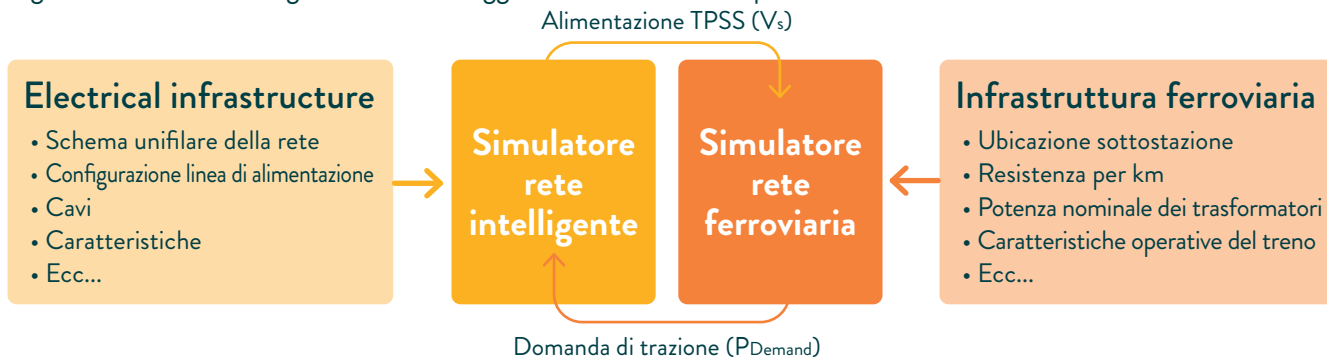 Alimentazione TPSS (Vs)
Electrical infrastructure
• Schema unifilare della rete
• Configurazione linea di alimentazione
• Cavi
• Caratteristiche
• Ecc...
Simulatore
rete
intelligente
Simulatore
rete
ferroviaria
Infrastruttura ferroviaria
• Ubicazione sottostazione
• Resistenza per km
• Potenza nominale dei trasformatori
• Caratteristiche operative del treno
• Ecc...
Domanda di trazione (PDemand)